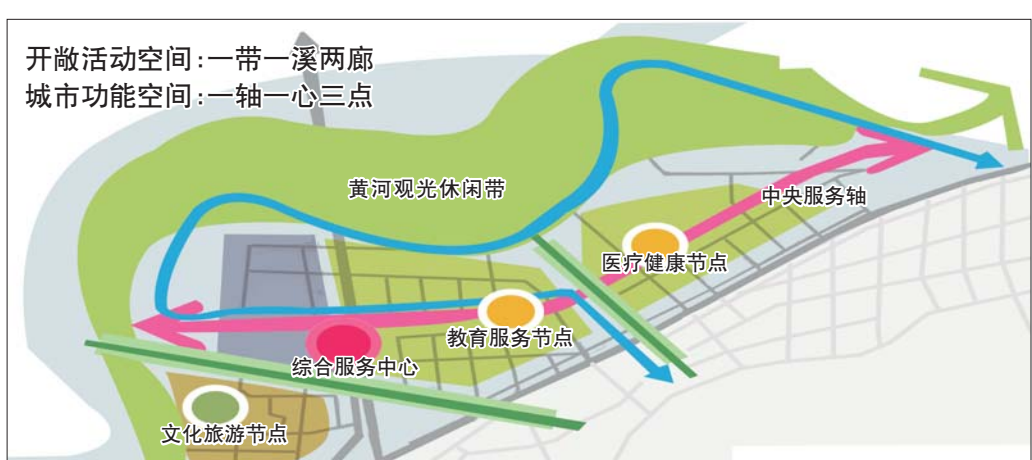 开敞活动空间:一带一溪两廊
城市功能空间:一轴一心三点
黄河观光休闲带
中央服务轴
医疗健康节点
教育服务节点
综合服务中心
文化旅游节点